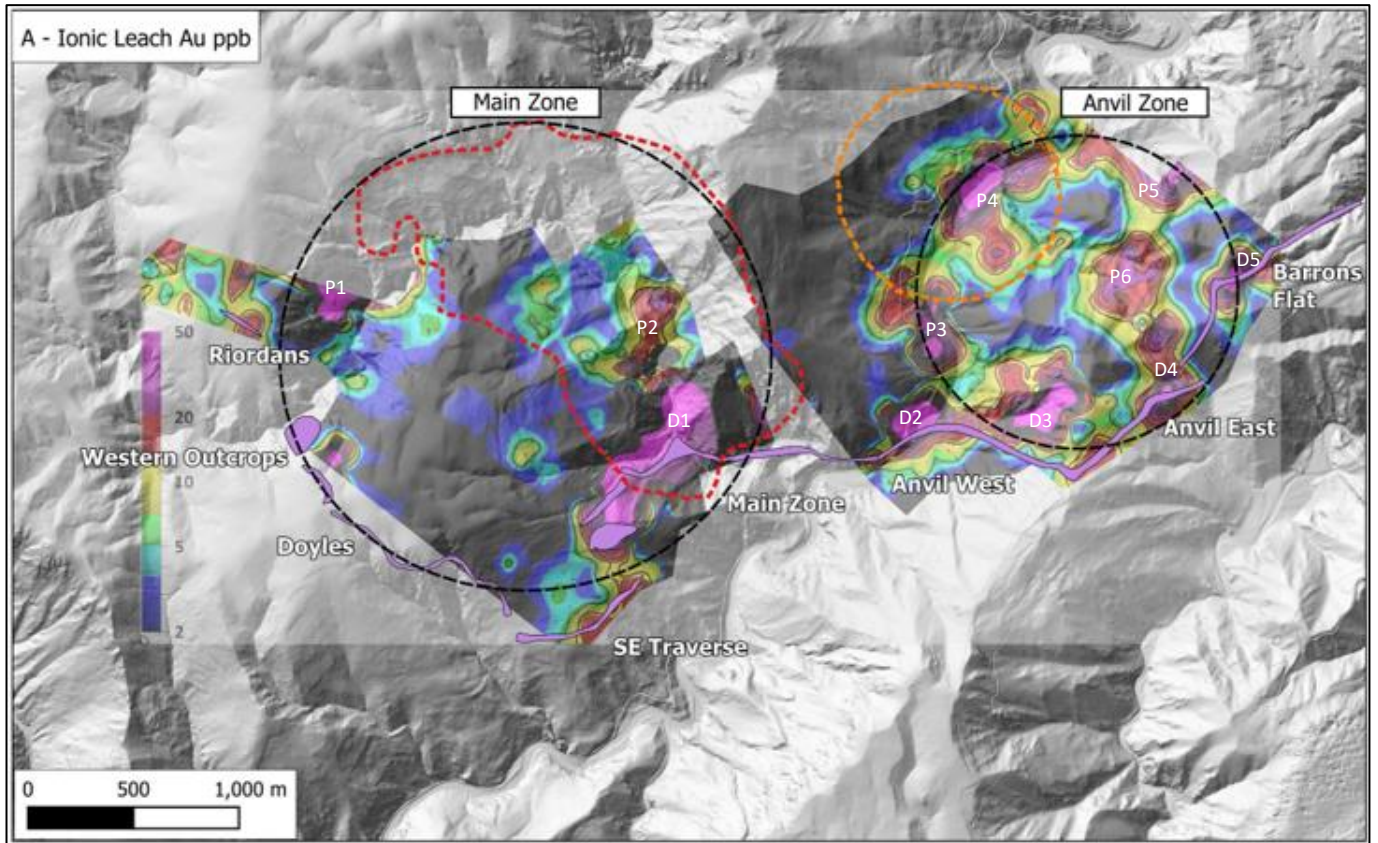 A - Ionic Leach Au ppb
Main Zone
Anvil Zone
P5
P4
D5
P6
Barrons
Flat
P1
50
P2
P3
Riordans
D4
20
D1
D2
D3
Anvil East
Western Outcrops
10
Anvil West
Main Zone
Doyles
5
2
SE Traverse
0
500
1,000 m